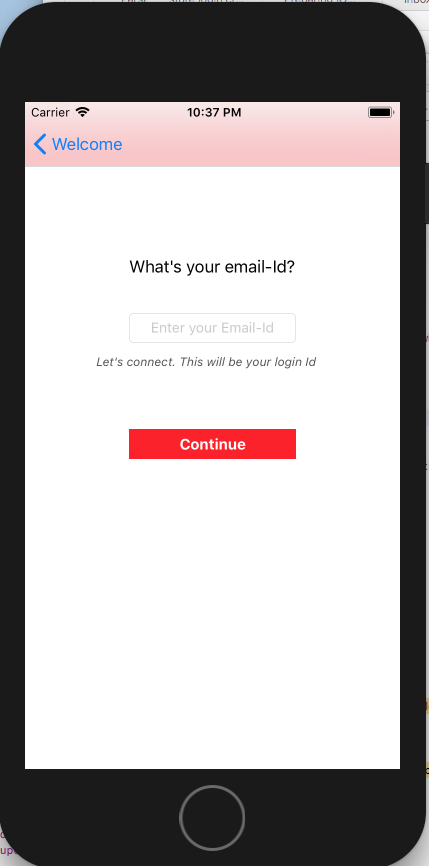 Carrier 10:37 PM
Welcome
What's your email-Id?
Enter your Email-Id
Let's connect. This will be your login Id
Continue
up